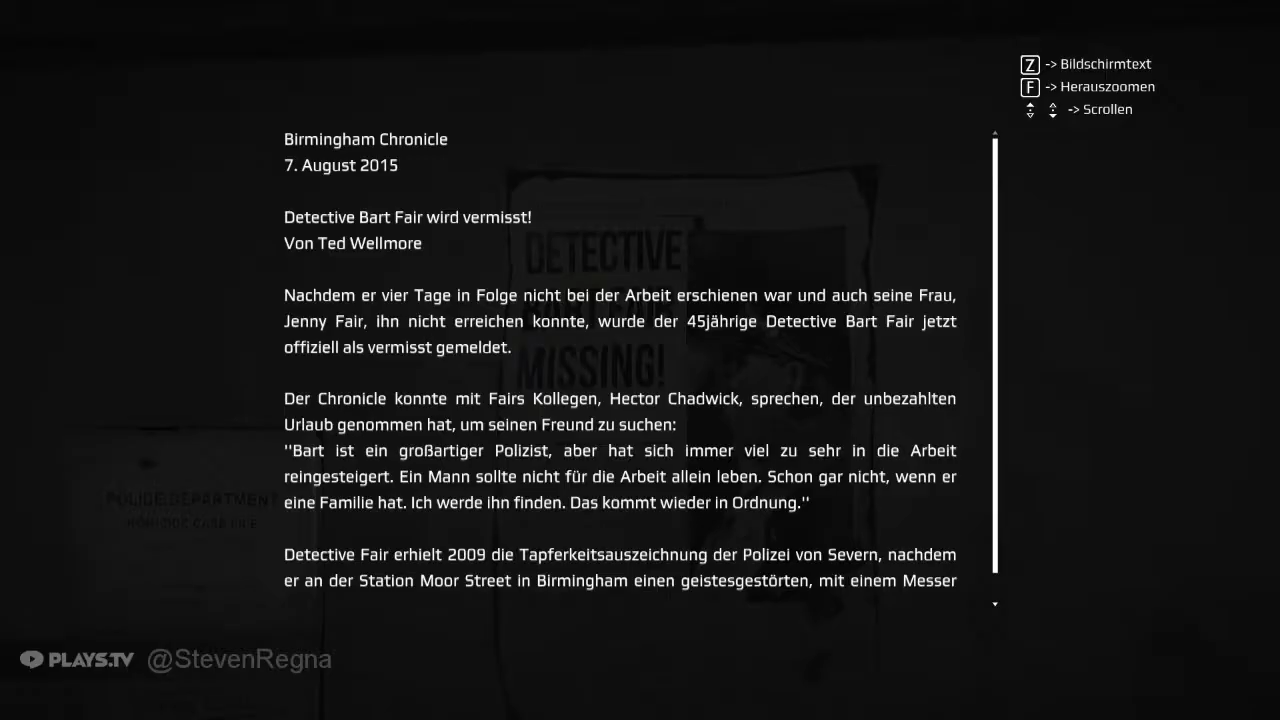 Z -> Bildschirmtext
F -> Herauszoomen
-> Scrollen
Birmingham Chronicle
7. August 2015
Detective Bart Fair wird vermisst!
Von Ted Wellmore
Nachdem er vier Tage in Folge nicht bei der Arbeit erschienen war und auch seine Frau,
Jenny Fair, ihn nicht erreichen konnte, wurde der 45jährige Detective Bart Fair jetzt
offiziell als vermisst gemeldet.
Der Chronicle konnte mit Fairs Kollegen, Hector Chadwick, sprechen, der unbezahlten
Urlaub genommen hat, um seinen Freund zu suchen:
''Bart ist ein großartiger Polizist, aber hat sich immer viel zu sehr in die Arbeit
reingesteigert. Ein Mann sollte nicht für die Arbeit allein leben. Schon gar nicht, wenn er
eine Familie hat. Ich werde ihn finden. Das kommt wieder in Ordnung.''
Detective Fair erhielt 2009 die Tapferkeitsauszeichnung der Polizei von Severn, nachdem
er an der Station Moor Street in Birmingham einen geistesgestörten, mit einem Messer
DETECTIVE
BART FAIR
MISSING!
POLICE DEPARTMENT
HOMICIDE CASE FILE
PLAYS.TV @StevenRegna